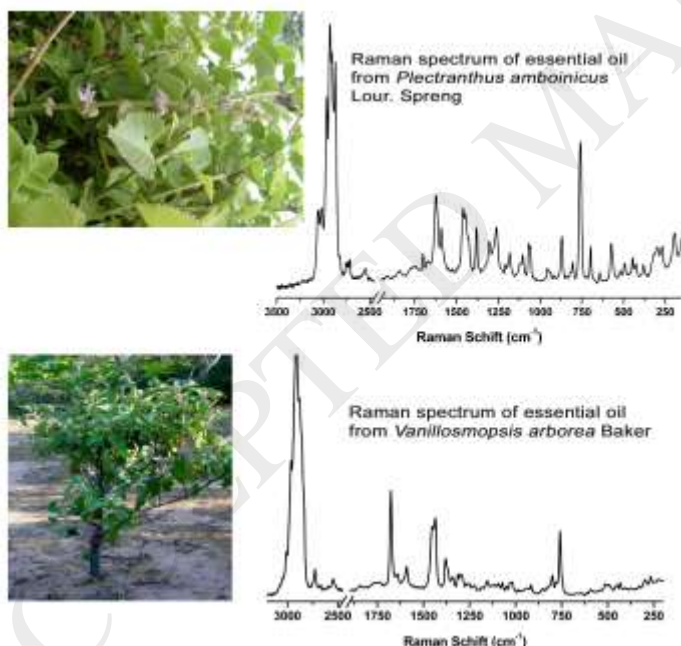 Raman spectrum of essential oil
from Plectranthus amboinicus
Lour. Spreng
3000 2500 1750 1500 1250 1000 750 500 250
Raman Schift (cm-1)
Raman spectrum of essential oil
from Vanillosmopsis arborea Baker
3100 2500 1750 1500 1250 1000 750 500 250
Raman Schift (cm-1)